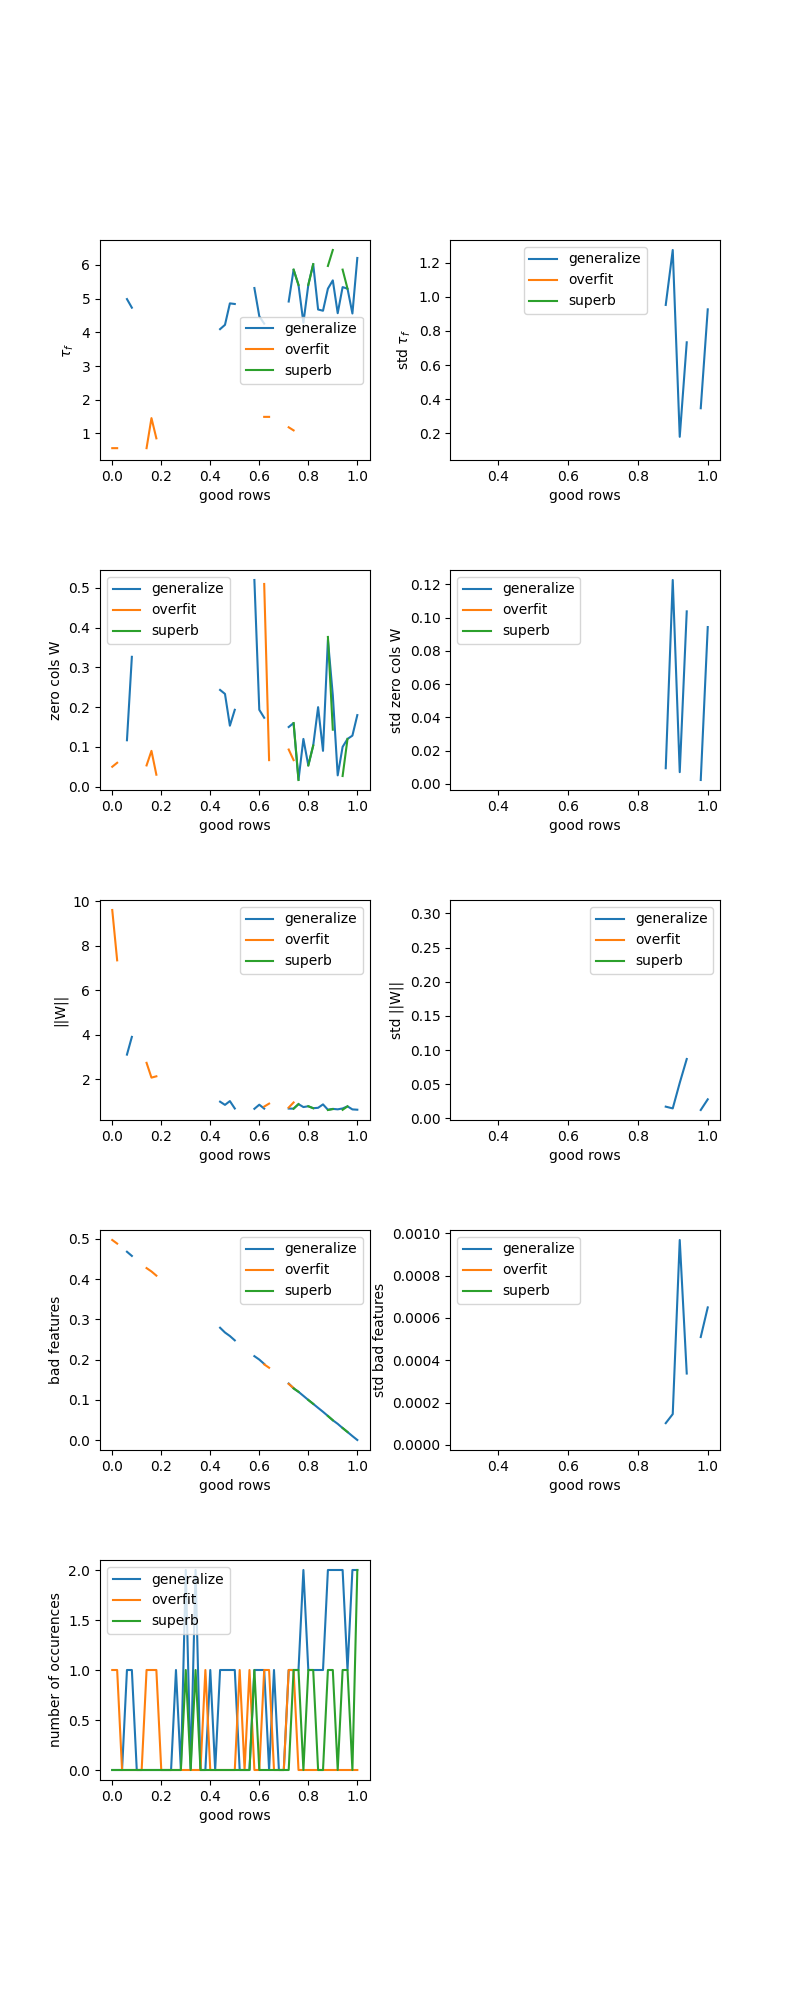 τf
6
5
4
3
2
1
generalize
overfit
superb
0.0 0.2 0.4 0.6 0.8 1.0
good rows
std τf
1.2
1.0
0.8
0.6
0.4
0.2
generalize
overfit
superb
0.4 0.6 0.8 1.0
good rows
zero cols W
0.5
0.4
0.3
0.2
0.1
0.0
generalize
overfit
superb
0.0 0.2 0.4 0.6 0.8 1.0
good rows
std zero cols W
0.12
0.10
0.08
0.06
0.04
0.02
0.00
generalize
overfit
superb
0.4 0.6 0.8 1.0
good rows
||W||
10
8
6
4
2
generalize
overfit
superb
0.0 0.2 0.4 0.6 0.8 1.0
good rows
std ||W||
0.30
0.25
0.20
0.15
0.10
0.05
0.00
generalize
overfit
superb
0.4 0.6 0.8 1.0
good rows
bad features
0.5
0.4
0.3
0.2
0.1
0.0
generalize
overfit
superb
0.0 0.2 0.4 0.6 0.8 1.0
good rows
std bad features
0.0010
0.0008
0.0006
0.0004
0.0002
0.0000
generalize
overfit
superb
0.4 0.6 0.8 1.0
good rows
number of occurences
2.0
1.5
1.0
0.5
0.0
generalize
overfit
superb
0.0 0.2 0.4 0.6 0.8 1.0
good rows